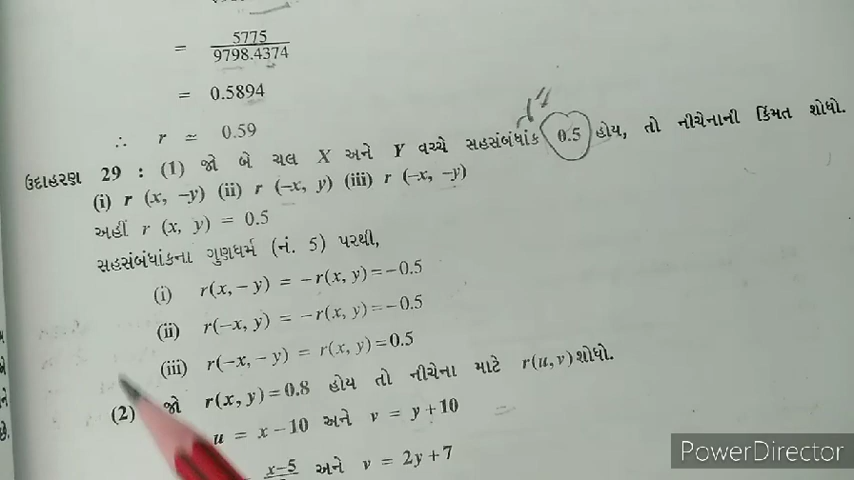 = 5775 / 9798.4374
= 0.5894
∴ r ≃ 0.59
ઉદાહરણ 29 : (1) જો બે ચલ X અને Y વચ્ચે સહસંબંધાંક 0.5 હોય, તો નીચેનાની કિંમત શોધો.
(i) r (x, –y) (ii) r (–x, y) (iii) r (–x, –y)
અહીં r (x, y) = 0.5
સહસંબંધાંકના ગુણધર્મ (નં. 5) પરથી,
(i) r(x, – y) = –r(x, y) = –0.5
(ii) r(–x, y) = –r(x, y) = –0.5
(iii) r(–x, – y) = r(x, y) = 0.5
(2) જો r(x, y) = 0.8 હોય તો નીચેના માટે r(u, v) શોધો.
u = x – 10 અને v = y + 10
x–5 અને v = 2y + 7
PowerDirector